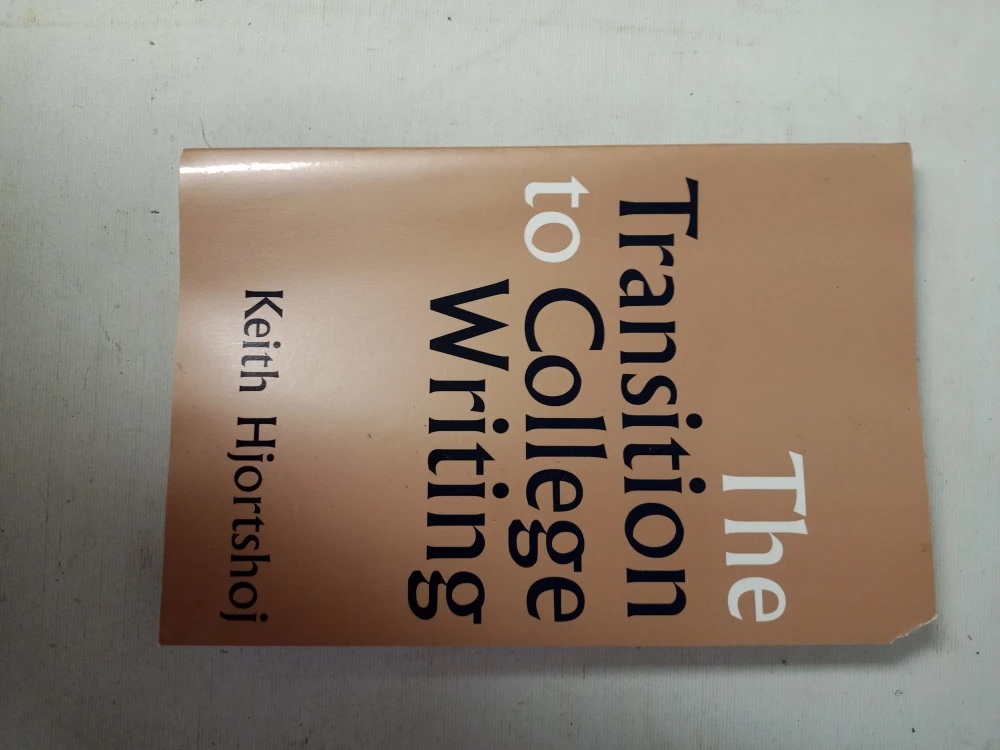 The
Transition
to College
Writing
Keith Hjortshoj